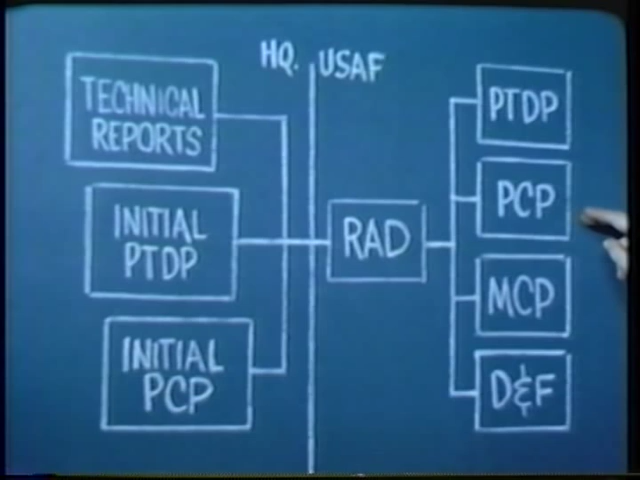 HQ. USAF
TECHNICAL
REPORTS
INITIAL
PTDP
INITIAL
PCP
RAD
PTDP
PCP
MCP
D&F